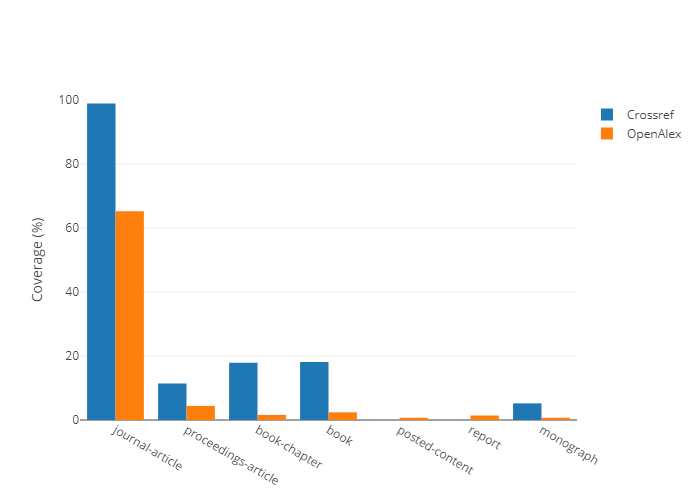 100
80
60
40
20
0
Coverage (%)
journal-article
proceedings-article
book-chapter
book
posted-content
report
monograph
Crossref
OpenAlex